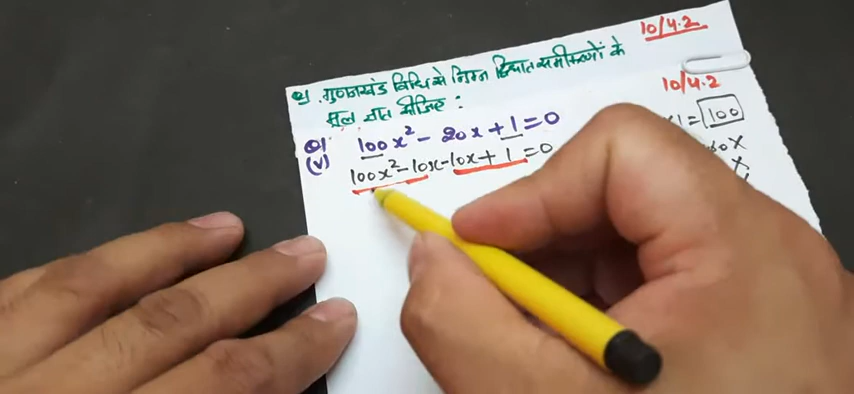 10/4.2
गुणनखंड विधि से निम्न द्विघात समीकरणों के
मूल ज्ञात कीजिए :
10/4.2
(v) 100x² - 20x + 1 = 0
100x² - 10x - 10x + 1 = 0
x1 = 100